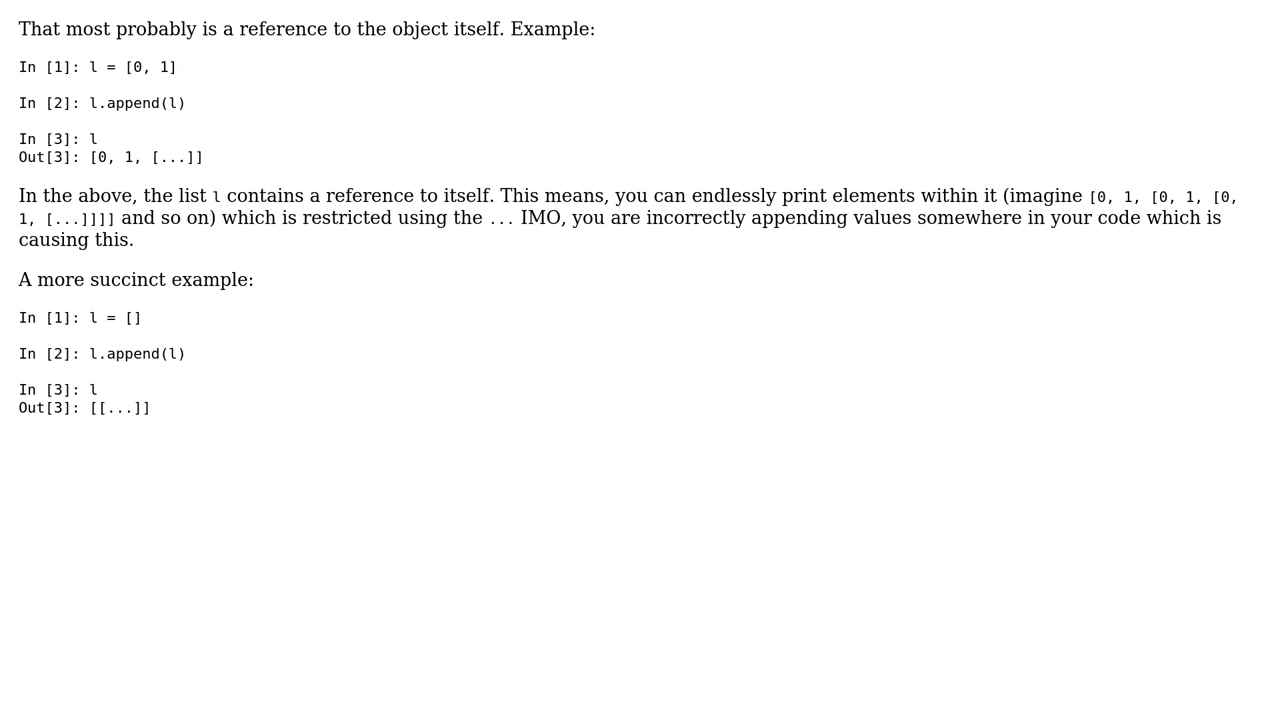 That most probably is a reference to the object itself. Example:
In [1]: l = [0, 1]
In [2]: l.append(l)
In [3]: l
Out[3]: [0, 1, [...]]
In the above, the list l contains a reference to itself. This means, you can endlessly print elements within it (imagine [0, 1, [0, 1, [0,
1, [...]]]] and so on) which is restricted using the ... IMO, you are incorrectly appending values somewhere in your code which is
causing this.
A more succinct example:
In [1]: l = []
In [2]: l.append(l)
In [3]: l
Out[3]: [[...]]